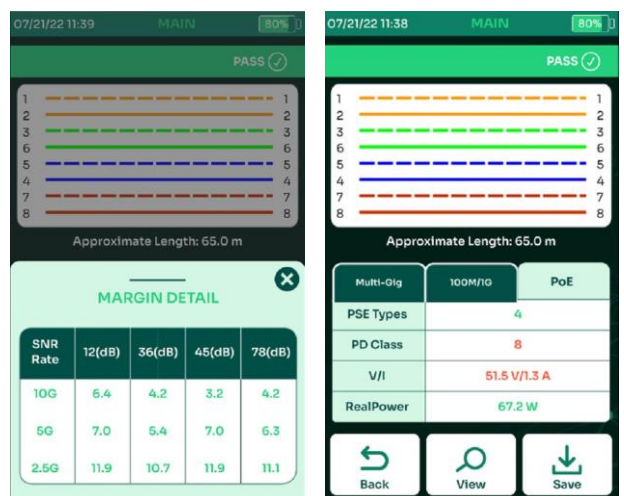 07/21/22 11:39 MAIN 80%
PASS
1 1
2 2
3 3
6 6
5 5
4 4
7 7
8 8
Approximate Length: 65.0 m
MARGIN DETAIL
SNR Rate 12(dB) 36(dB) 45(dB) 78(dB)
10G 6.4 4.2 3.2 4.2
5G 7.0 5.4 7.0 6.3
2.5G 11.9 10.7 11.9 11.1
07/21/22 11:38 MAIN 80%
PASS
1 1
2 2
3 3
6 6
5 5
4 4
7 7
8 8
Approximate Length: 65.0 m
Multi-Gig 100M/1G PoE
PSE Types 4
PD Class 8
V/I 51.5 V/1.3 A
RealPower 67.2 W
Back View Save